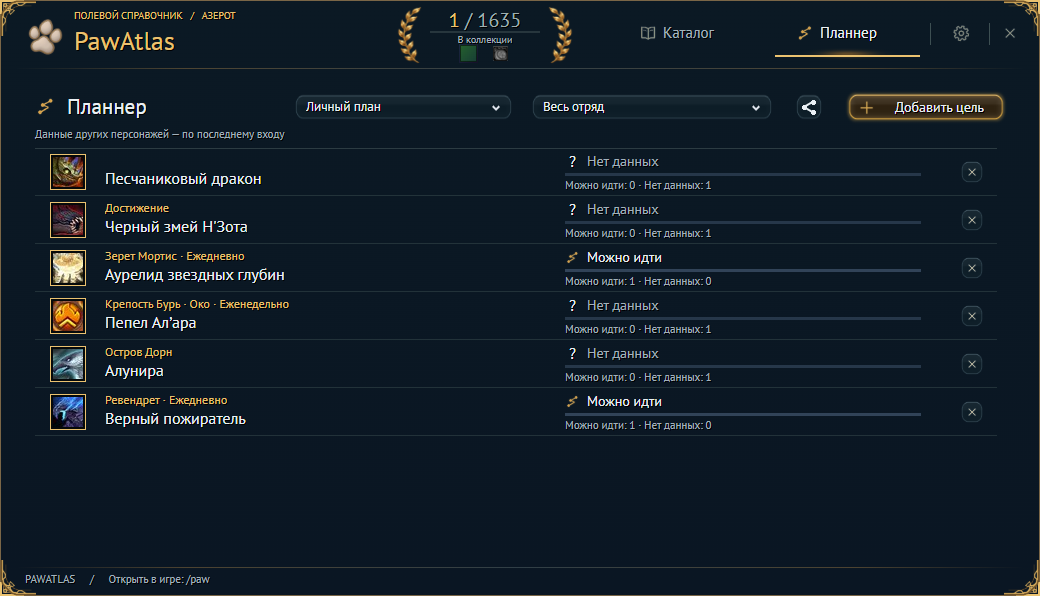 ПОЛЕВОЙ СПРАВОЧНИК / АЗЕРОТ
PawAtlas
1 / 1635
В коллекции
Каталог
Планнер
Планнер
Личный план
Весь отряд
Добавить цель
Данные других персонажей — по последнему входу
Песчаниковый дракон
? Нет данных
Можно идти: 0 · Нет данных: 1
Достижение
Черный змей Н'Зота
? Нет данных
Можно идти: 0 · Нет данных: 1
Зерет Мортис · Ежедневно
Аурелид звездных глубин
Можно идти
Можно идти: 1 · Нет данных: 0
Крепость Бурь · Око · Еженедельно
Пепел Ал'ара
? Нет данных
Можно идти: 0 · Нет данных: 1
Остров Дорн
Алунира
? Нет данных
Можно идти: 0 · Нет данных: 1
Ревендрет · Ежедневно
Верный пожиратель
Можно идти
Можно идти: 1 · Нет данных: 0
PAWATLAS / Открыть в игре: /paw